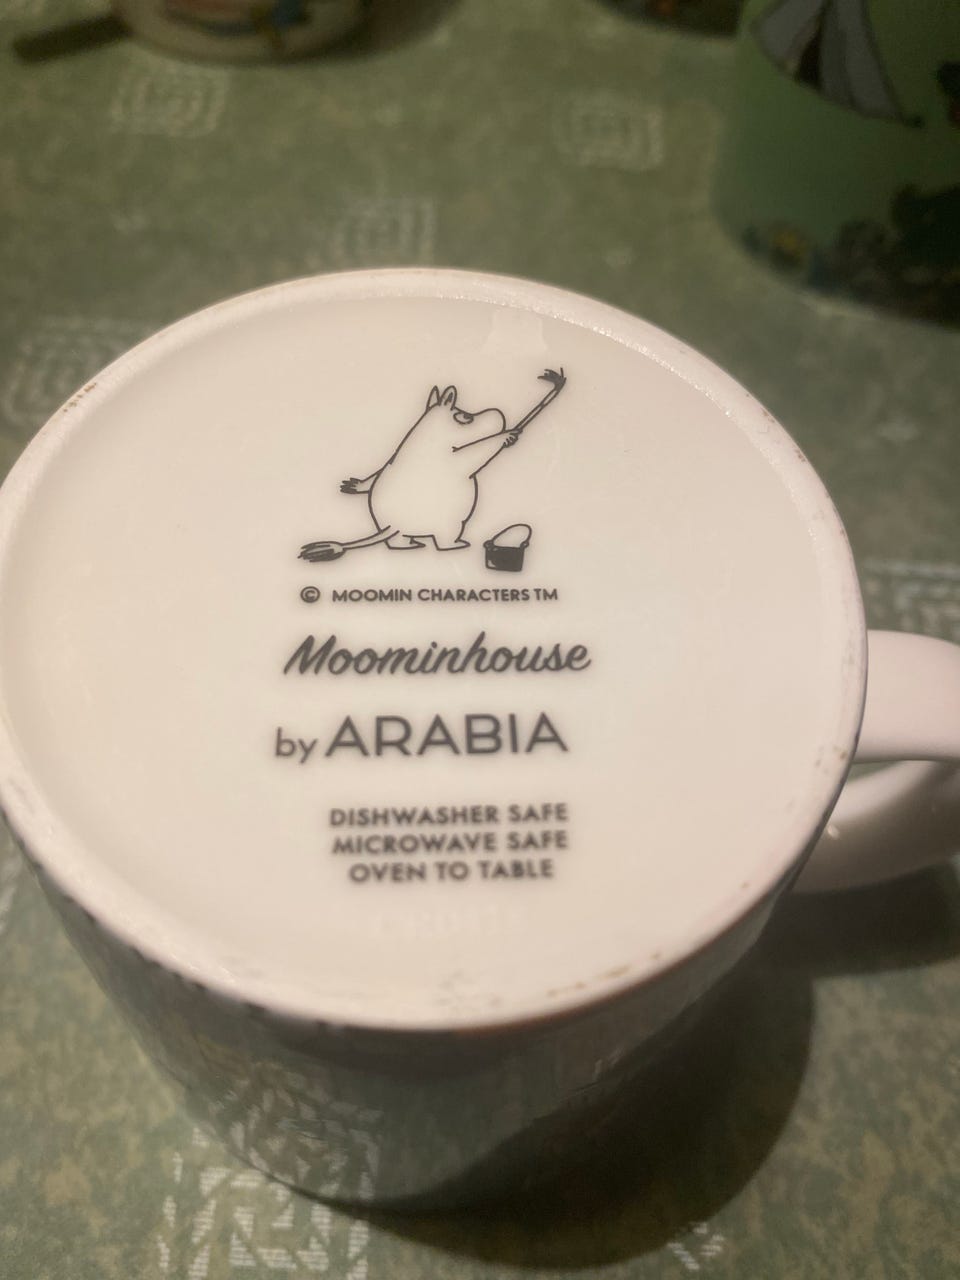 © MOOMIN CHARACTERS TM
Moominhouse
by ARABIA
DISHWASHER SAFE
MICROWAVE SAFE
OVEN TO TABLE